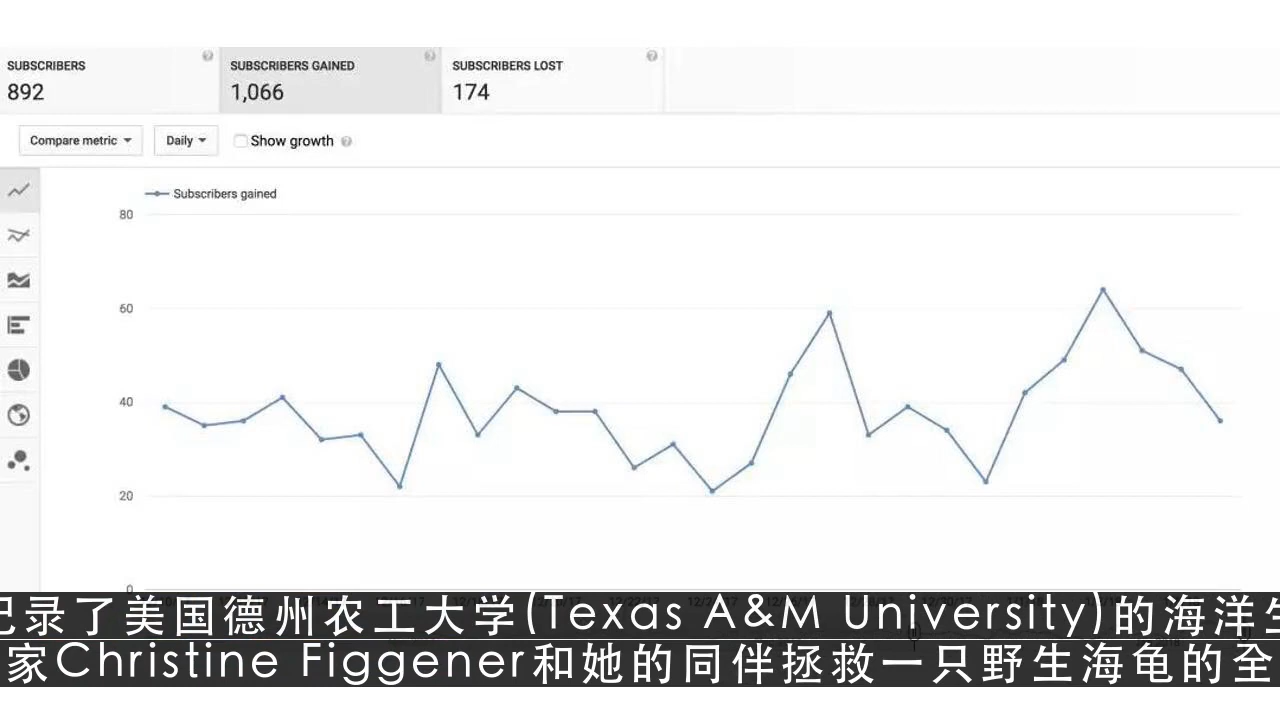 SUBSCRIBERS
892
SUBSCRIBERS GAINED
1,066
SUBSCRIBERS LOST
174
Compare metric
Daily
Show growth
Subscribers gained
80
60
40
20
0
记录了美国德州农工大学(Texas A&M University)的海洋生
家Christine Figgener和她的同伴拯救一只野生海龟的全